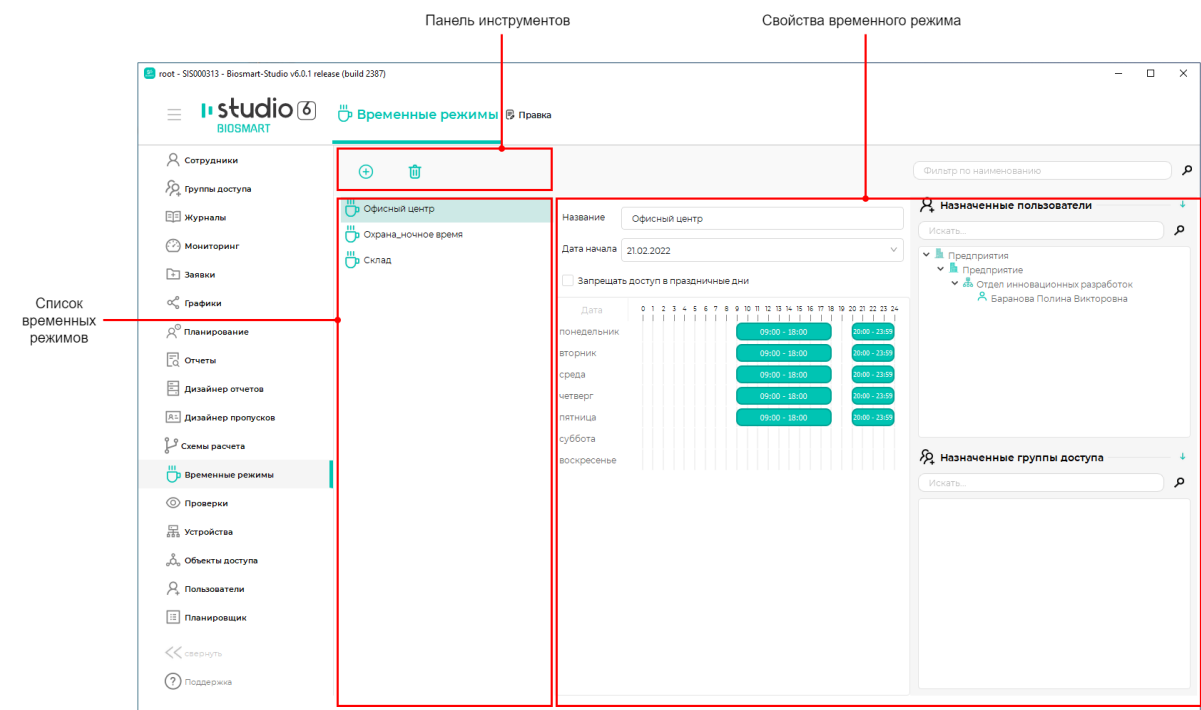 Панель инструментов
Свойства временного режима
root - SIS000313 - Biosmart-Studio v6.0.1 release (build 2387)
studio 6
BIOSMART
Временные режимы
Правка
Сотрудники
Группы доступа
Журналы
Мониторинг
Заявки
Графики
Планирование
Отчеты
Дизайнер отчетов
Дизайнер пропусков
Схемы расчета
Временные режимы
Проверки
Устройства
Объекты доступа
Пользователи
Планировщик
свернуть
Поддержка
Список
временных
режимов
Офисный центр
Охрана_ночное время
Склад
Фильтр по наименованию
Название
Офисный центр
Дата начала
21.02.2022
Запрещать доступ в праздничные дни
Дата 0 1 2 3 4 5 6 7 8 9 10 11 12 13 14 15 16 17 18 19 20 21 22 23 24
понедельник 09:00 - 18:00 20:00 - 23:59
вторник 09:00 - 18:00 20:00 - 23:59
среда 09:00 - 18:00 20:00 - 23:59
четверг 09:00 - 18:00 20:00 - 23:59
пятница 09:00 - 18:00 20:00 - 23:59
суббота
воскресенье
Назначенные пользователи
Искать...
Предприятия
Предприятие
Отдел инновационных разработок
Баранова Полина Викторовна
Назначенные группы доступа
Искать...